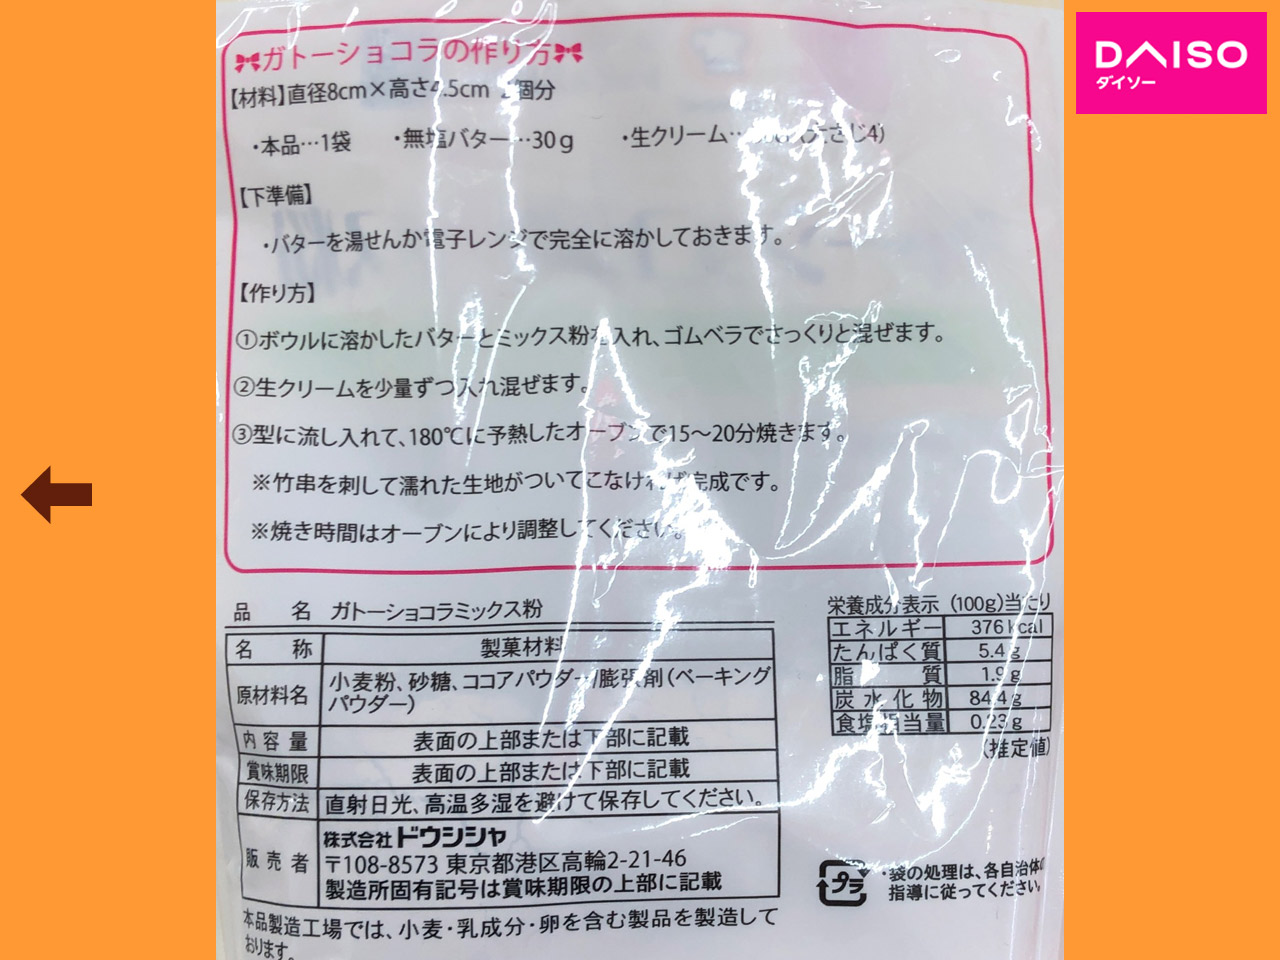 DAISO
ダイソー
ガトーショコラの作り方
【材料】直径8cm×高さ4.5cm 個分
・本品…1袋 ・無塩バター…30g ・生クリーム… (大さじ4)
【下準備】
・バターを湯せんか電子レンジで完全に溶かしておきます。
【作り方】
①ボウルに溶かしたバターとミックス粉を入れ、ゴムベラでさっくりと混ぜます。
②生クリームを少量ずつ入れ混ぜます。
③型に流し入れて、180℃に予熱したオーブンで15〜20分焼きます。
※竹串を刺して濡れた生地がついてこなければ完成です。
※焼き時間はオーブンにより調整してください。
品 名 ガトーショコラミックス粉
名 称 製菓材料
原材料名 小麦粉、砂糖、ココアパウダー/膨張剤(ベーキング
パウダー)
内容量 表面の上部または下部に記載
賞味期限 表面の上部または下部に記載
保存方法 直射日光、高温多湿を避けて保存してください。
販売者 株式会社ドウシシャ
〒108-8573 東京都港区高輪2-21-46
製造所固有記号は賞味期限の上部に記載
本品製造工場では、小麦・乳成分・卵を含む製品を製造して
おります。
栄養成分表示 (100g)当たり
エネルギー 376kcal
たんぱく質 5.4g
脂質 1.9g
炭水化物 84.4g
食塩相当量 0.23g
(推定値)
プラ
・袋の処理は、各自治体の
指導に従ってください。